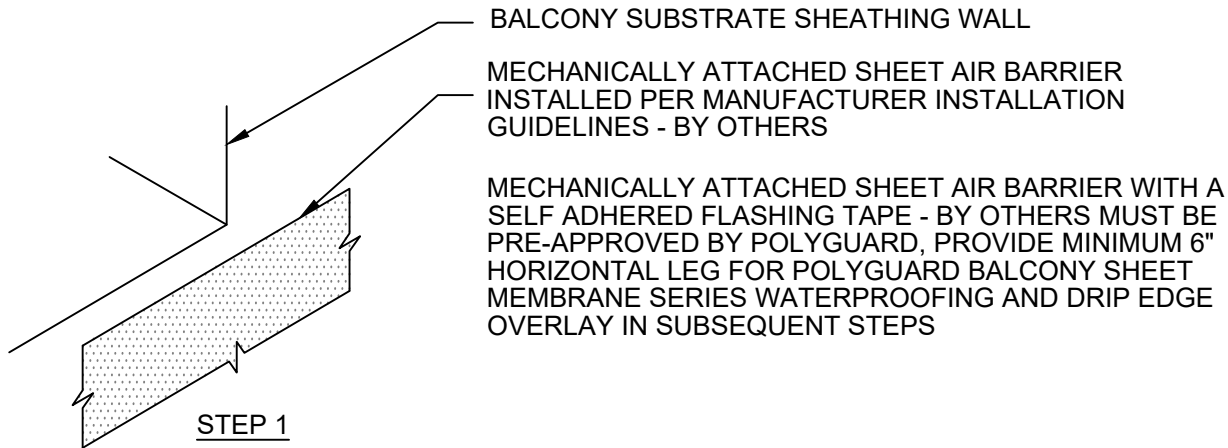 BALCONY SUBSTRATE SHEATHING WALL
MECHANICALLY ATTACHED SHEET AIR BARRIER
INSTALLED PER MANUFACTURER INSTALLATION
GUIDELINES - BY OTHERS
MECHANICALLY ATTACHED SHEET AIR BARRIER WITH A
SELF ADHERED FLASHING TAPE - BY OTHERS MUST BE
PRE-APPROVED BY POLYGUARD, PROVIDE MINIMUM 6"
HORIZONTAL LEG FOR POLYGUARD BALCONY SHEET
MEMBRANE SERIES WATERPROOFING AND DRIP EDGE
OVERLAY IN SUBSEQUENT STEPS
STEP 1